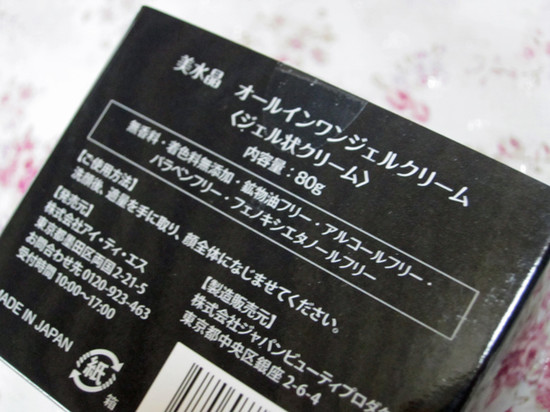 美水晶 オールインワンジェルクリーム
〈ジェル状クリーム〉
内容量：80g
無香料・着色料無添加・鉱物油フリー・アルコールフリー・
パラベンフリー・フェノキシエタノールフリー
【ご使用方法】
洗顔後、適量を手に取り、顔全体になじませてください。
【発売元】
株式会社アイ・ティ・エス
東京都墨田区両国2-21-5
お問合わせ先 0120-923-463
受付時間 10:00〜17:00
【製造販売元】
株式会社ジャパンビューティプロダク
東京都中央区銀座2-6-4
MADE IN JAPAN
紙
箱